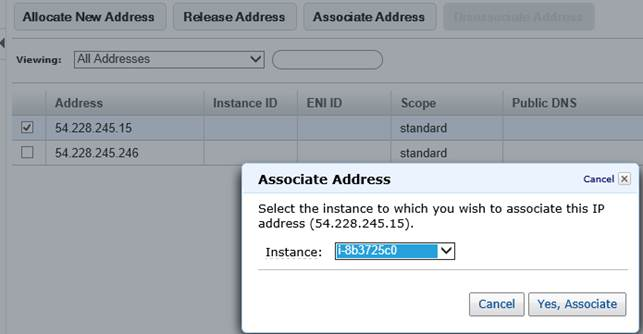 Allocate New Address Release Address Associate Address Disassociate Address
Viewing: All Addresses
Address Instance ID ENI ID Scope Public DNS
54.228.245.15 standard
54.228.245.246 standard
Associate Address Cancel
Select the instance to which you wish to associate this IP
address (54.228.245.15).
Instance: i-8b3725c0
Cancel Yes, Associate